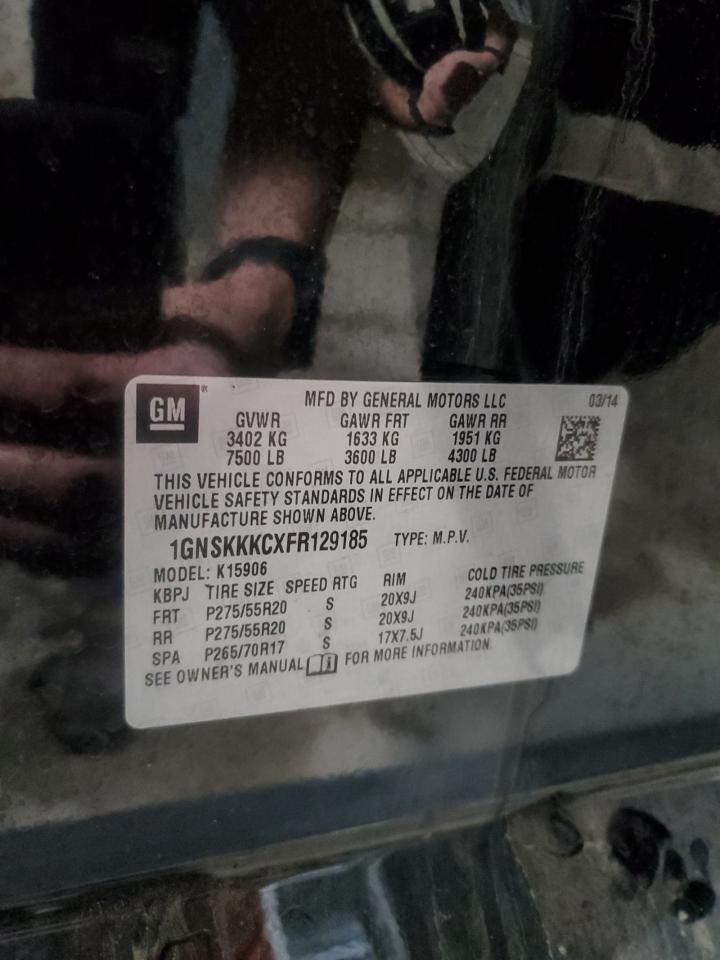 GM
MFD BY GENERAL MOTORS LLC 03/14
GVWR GAWR FRT GAWR RR
3402 KG 1633 KG 1951 KG
7500 LB 3600 LB 4300 LB
THIS VEHICLE CONFORMS TO ALL APPLICABLE U.S. FEDERAL MOTOR
VEHICLE SAFETY STANDARDS IN EFFECT ON THE DATE OF
MANUFACTURE SHOWN ABOVE.
1GNSKKKCXFR129185 TYPE: M.P.V.
MODEL: K15906
KBPJ TIRE SIZE SPEED RTG RIM COLD TIRE PRESSURE
FRT P275/55R20 S 20X9J 240KPA(35PSI)
RR P275/55R20 S 20X9J 240KPA(35PSI)
SPA P265/70R17 S 17X7.5J 240KPA(35PSI)
SEE OWNER'S MANUAL FOR MORE INFORMATION.